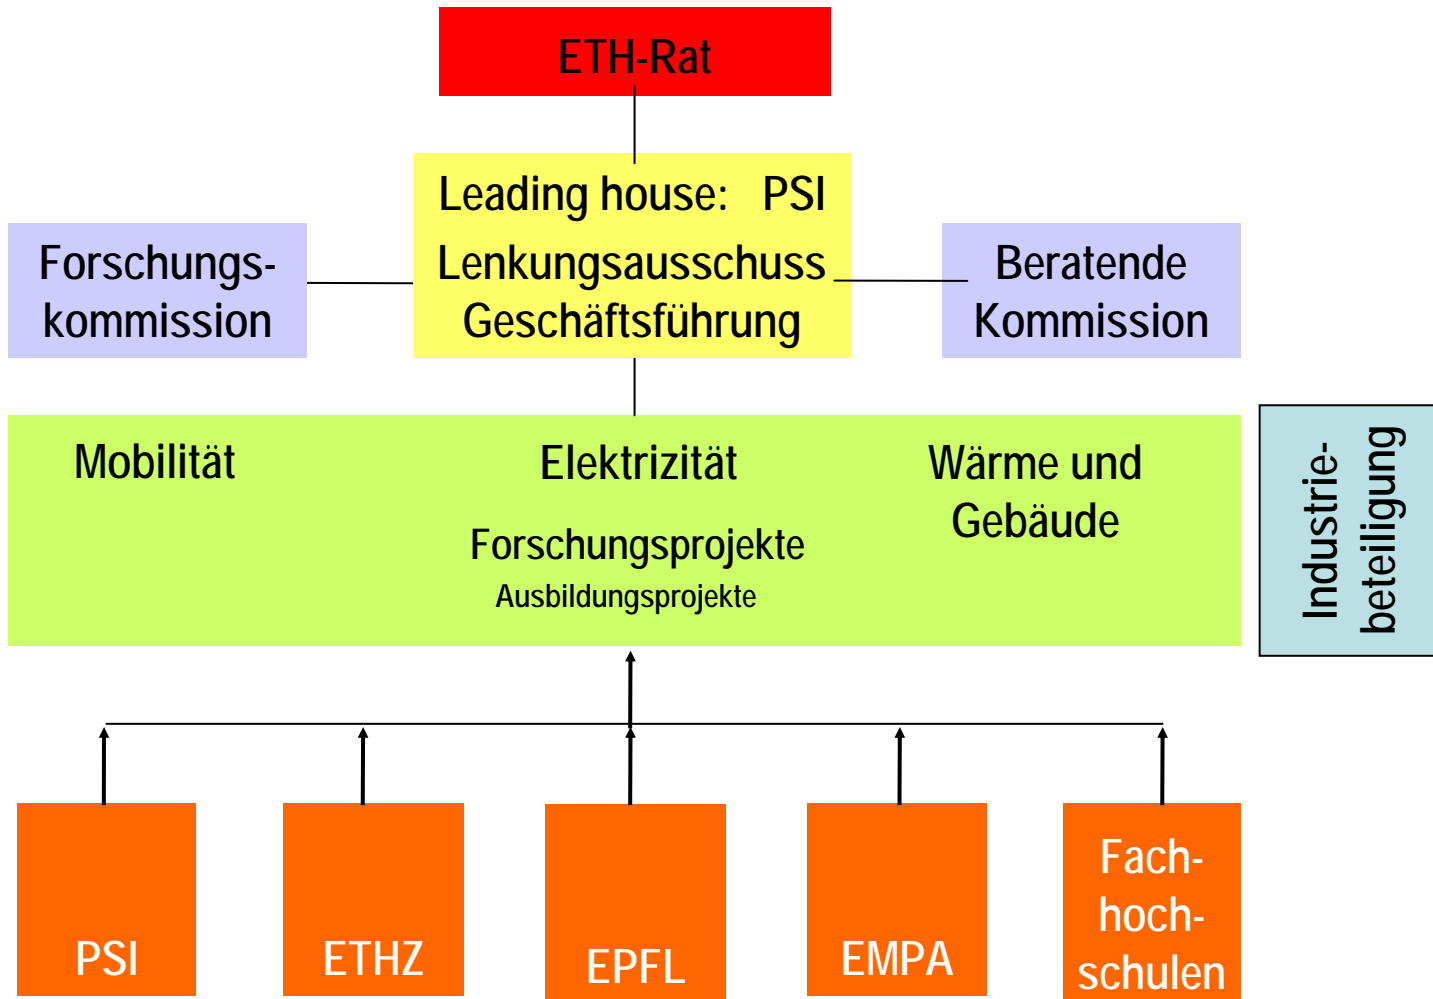 ETH-Rat
Leading house: PSI
Lenkungsausschuss
Geschäftsführung
Forschungs-
kommission
Beratende
Kommission
Mobilität
Elektrizität
Wärme und
Gebäude
Forschungsprojekte
Ausbildungsprojekte
Industrie-
beteiligung
PSI
ETHZ
EPFL
EMPA
Fach-
hoch-
schulen